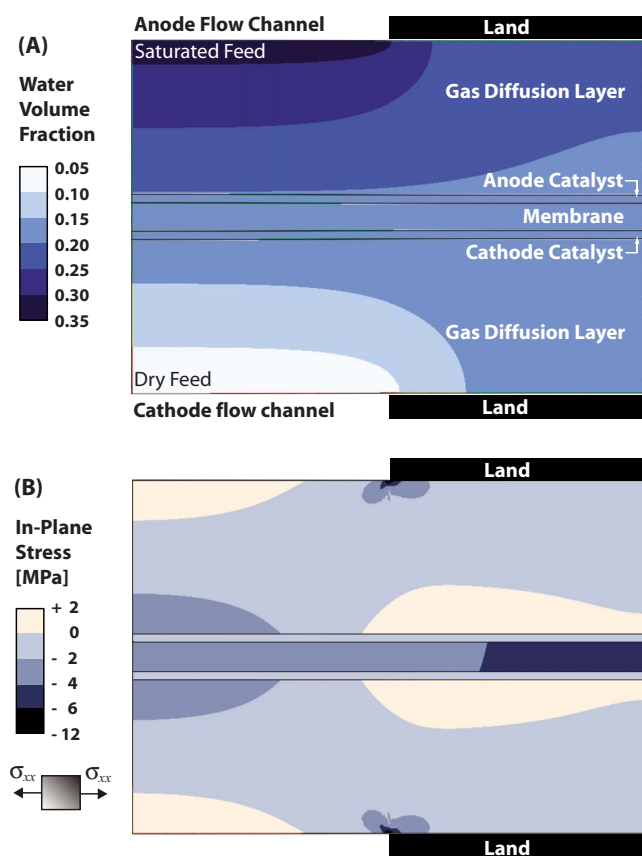 Anode Flow Channel
Land
(A)
Saturated Feed
Water
Volume
Fraction
Gas Diffusion Layer
0.05
0.10
0.15
0.20
0.25
0.30
0.35
Anode Catalyst
Membrane
Cathode Catalyst
Gas Diffusion Layer
Dry Feed
Cathode flow channel
Land
(B)
Land
In-Plane
Stress
[MPa]
+ 2
0
- 2
- 4
- 6
- 12
σxx
σxx
Land